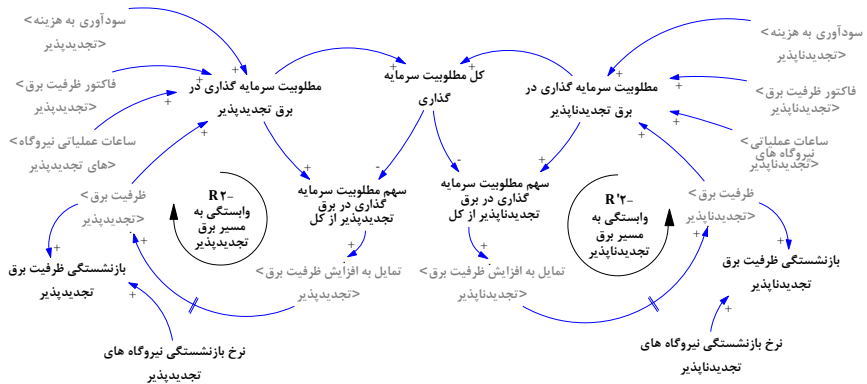 <سودآوری به هزینه
تجدیدپذیر>
<فاکتور ظرفیت برق
تجدیدپذیر>
<ساعات عملیاتی نیروگاه
های تجدیدپذیر>
<ظرفیت برق
تجدیدپذیر>
بازنشستگی ظرفیت برق
تجدیدپذیر
نرخ بازنشستگی نیروگاه های
تجدیدپذیر
مطلوبیت سرمایه گذاری در
برق تجدیدپذیر
R۲-
وابستگی به
مسیر برق
تجدیدپذیر
سهم مطلوبیت سرمایه
گذاری در برق
تجدیدپذیر از کل
<تمایل به افزایش ظرفیت برق
تجدیدپذیر>
کل مطلوبیت سرمایه
گذاری
سهم مطلوبیت سرمایه
گذاری در برق
تجدیدناپذیر از کل
<تمایل به افزایش ظرفیت برق
تجدیدناپذیر>
R'۲-
وابستگی به
مسیر برق
تجدیدناپذیر
مطلوبیت سرمایه گذاری در
برق تجدیدناپذیر
<سودآوری به هزینه
تجدیدناپذیر>
<فاکتور ظرفیت برق
تجدیدناپذیر>
<ساعات عملیاتی
نیروگاه های
تجدیدناپذیر>
<ظرفیت برق
تجدیدناپذیر>
بازنشستگی ظرفیت برق
تجدیدناپذیر
نرخ بازنشستگی نیروگاه های
تجدیدناپذیر